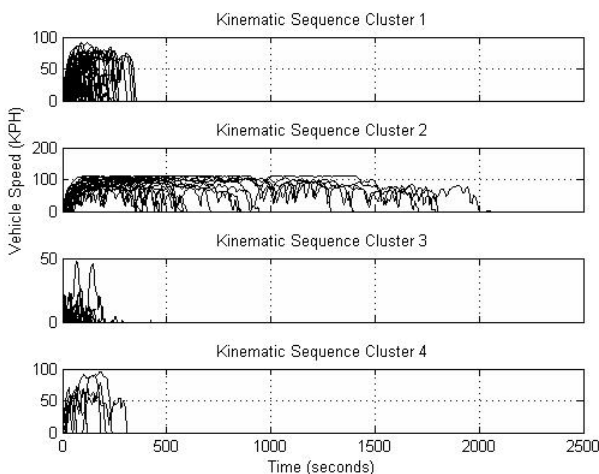 Kinematic Sequence Cluster 1
100
50
0
Kinematic Sequence Cluster 2
200
100
0
Kinematic Sequence Cluster 3
50
0
Kinematic Sequence Cluster 4
100
50
0
0 500 1000 1500 2000 2500
Time (seconds)
Vehicle Speed (KPH)